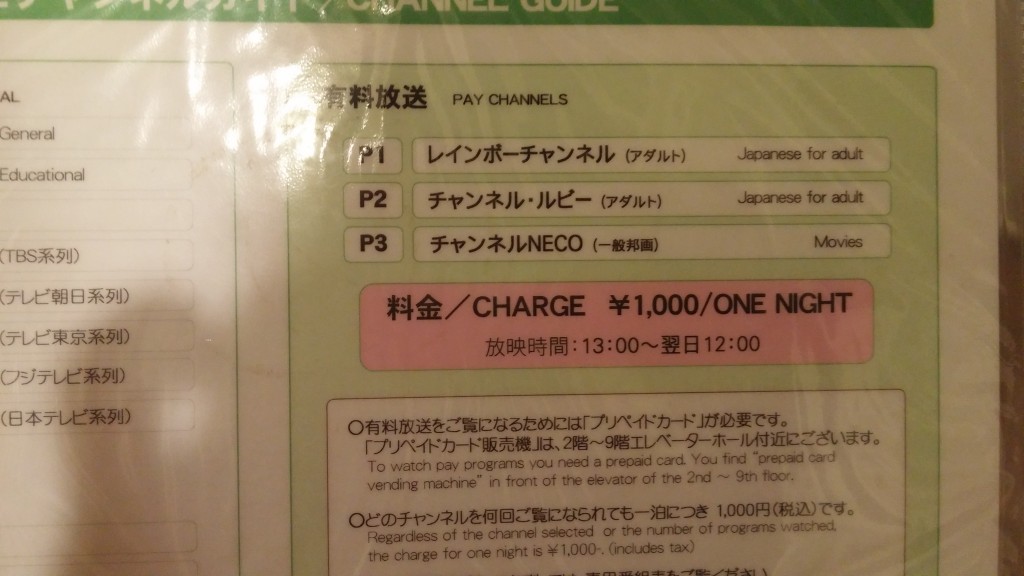 チャンネルガイド／CHANNEL GUIDE
AL
General
Educational
(TBS系列)
(テレビ朝日系列)
(テレビ東京系列)
(フジテレビ系列)
(日本テレビ系列)
有料放送 PAY CHANNELS
P1 レインボーチャンネル (アダルト) Japanese for adult
P2 チャンネル・ルビー (アダルト) Japanese for adult
P3 チャンネルNECO (一般邦画) Movies
料金／CHARGE ¥1,000/ONE NIGHT
放映時間：13:00～翌日12:00
○有料放送をご覧になるためには「プリペイドカード」が必要です。
「プリペイドカード販売機」は、2階～9階エレベーターホール付近にございます。
To watch pay programs you need a prepaid card. You find "prepaid card
vending machine" in front of the elevator of the 2nd ～ 9th floor.
○どのチャンネルを何回ご覧になられても一泊につき 1,000円(税込)です。
Regardless of the channel selected or the number of programs watched,
the charge for one night is ¥1,000-. (includes tax)